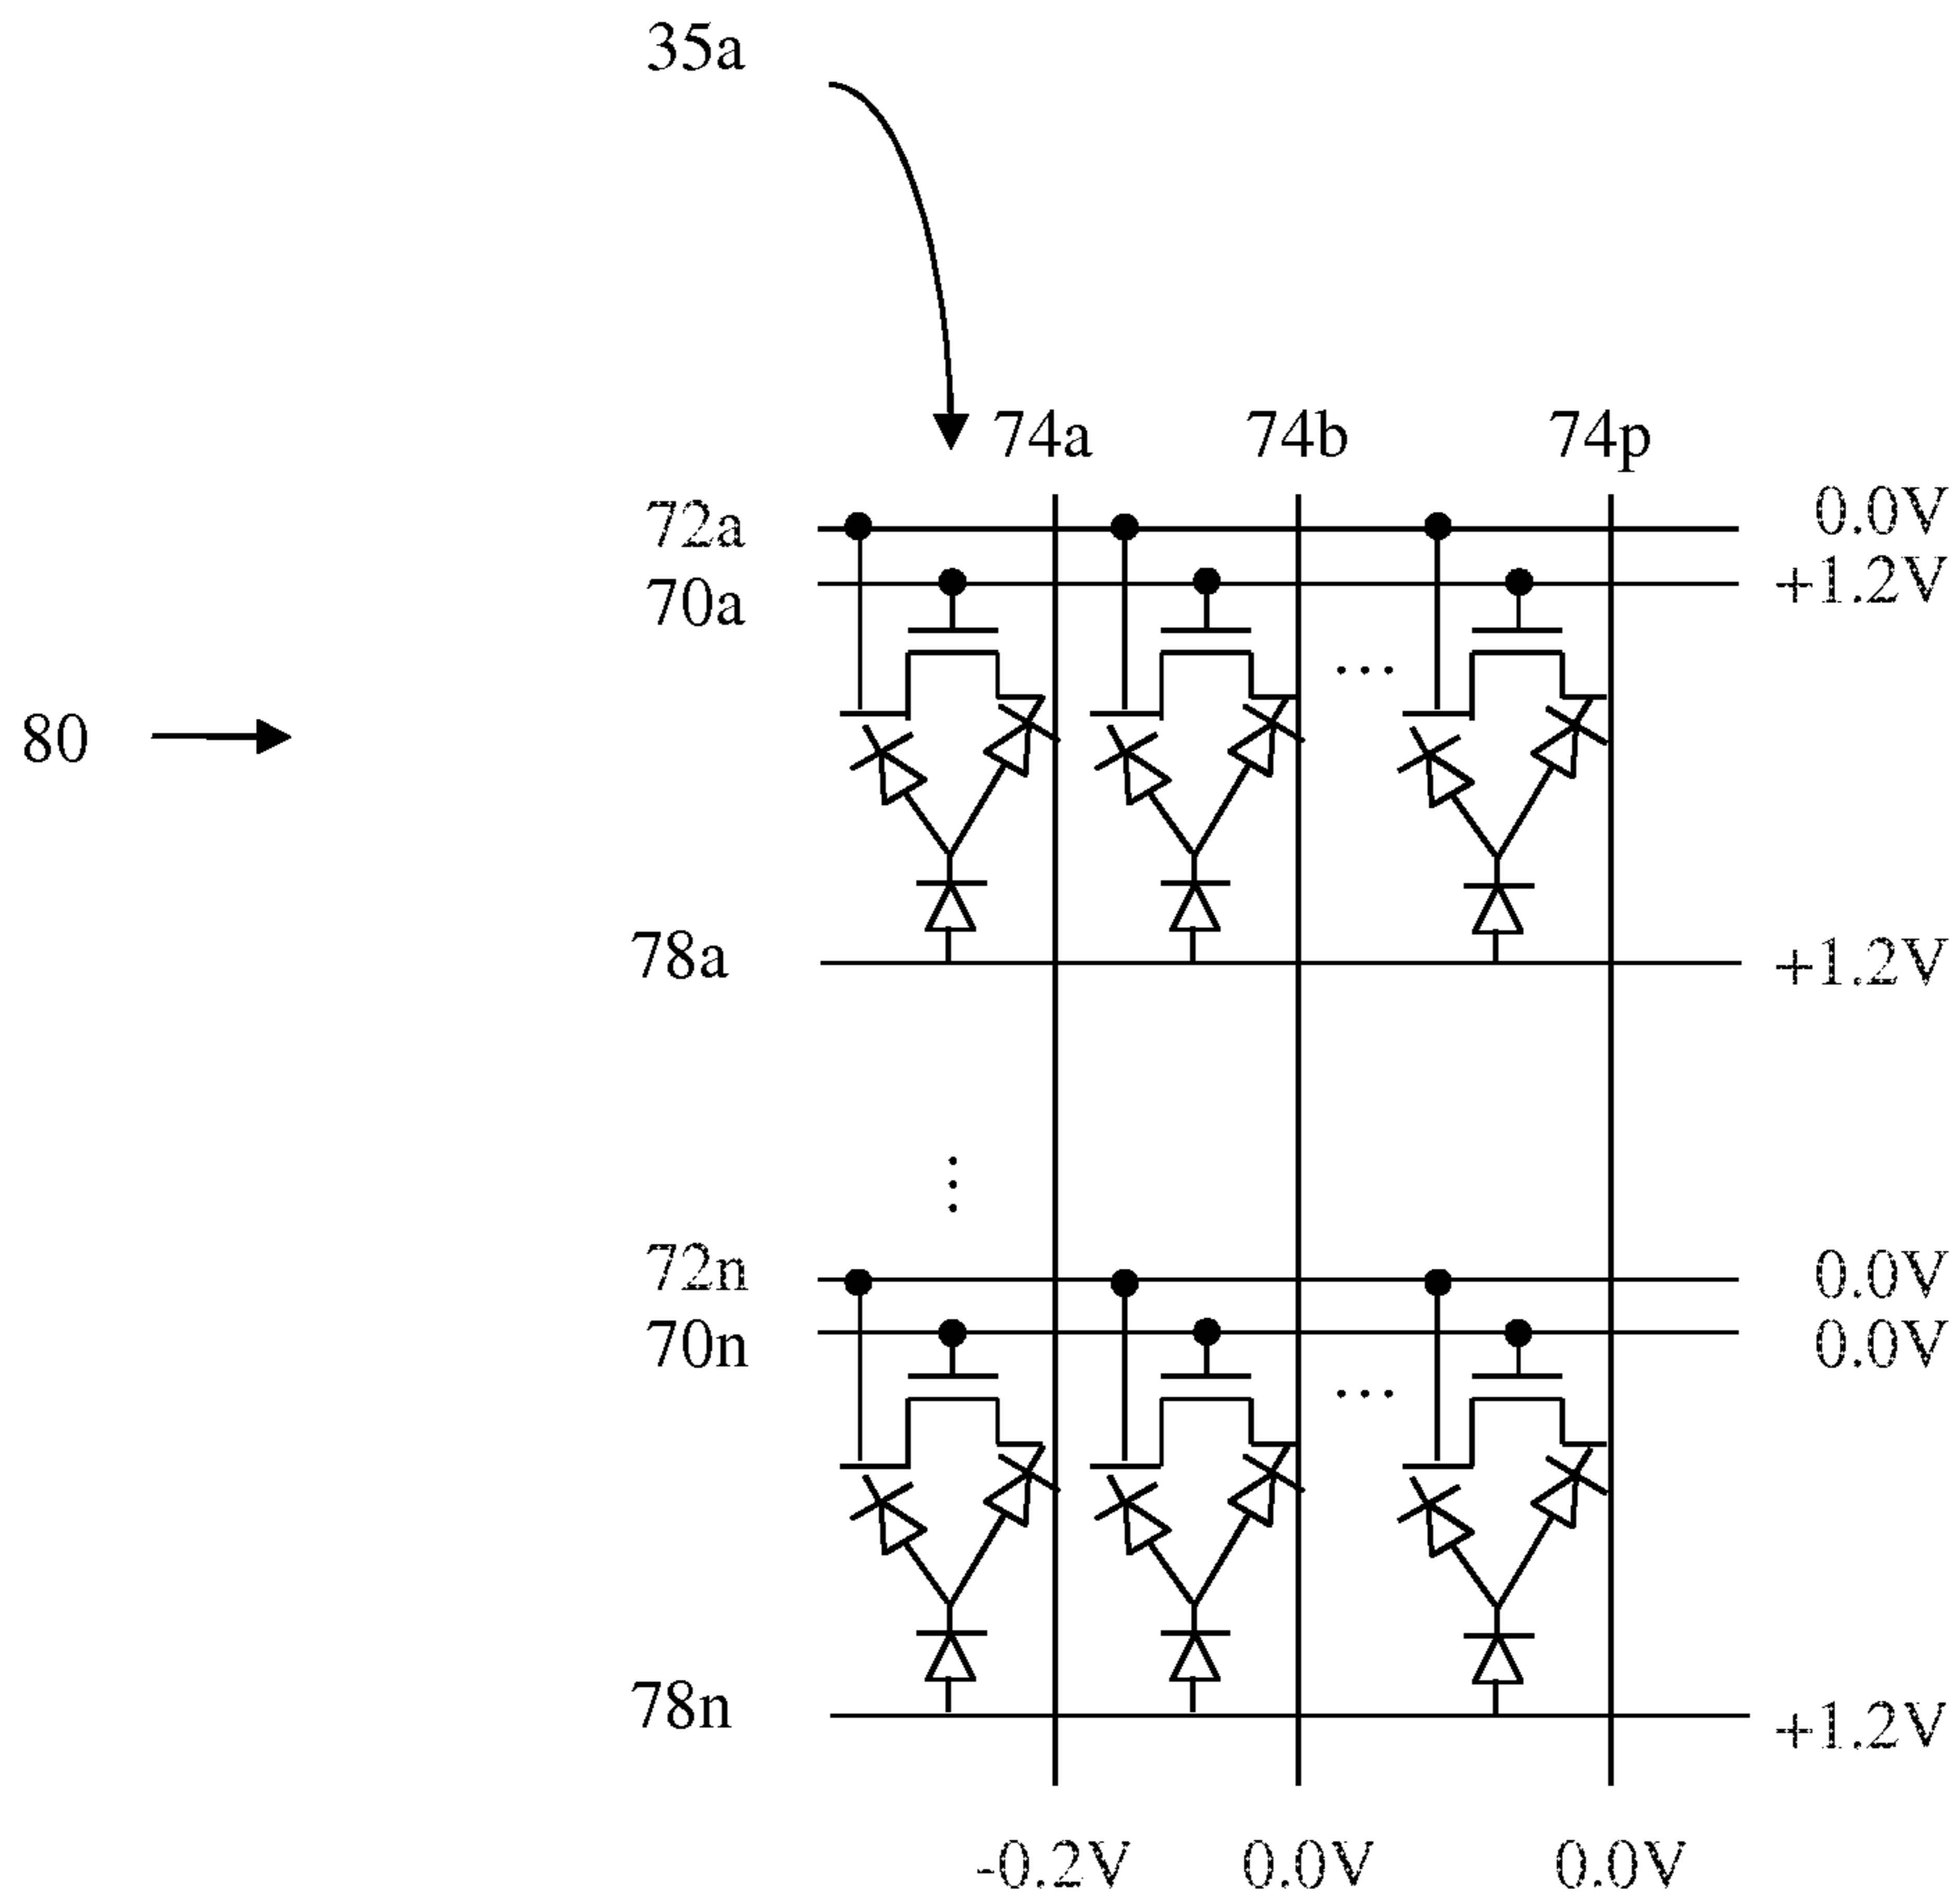 35a
74a 74b 74p
72a 0.0V
70a +1.2V
...
80
78a +1.2V
72n 0.0V
70n 0.0V
...
78n +1.2V
-0.2V 0.0V 0.0V